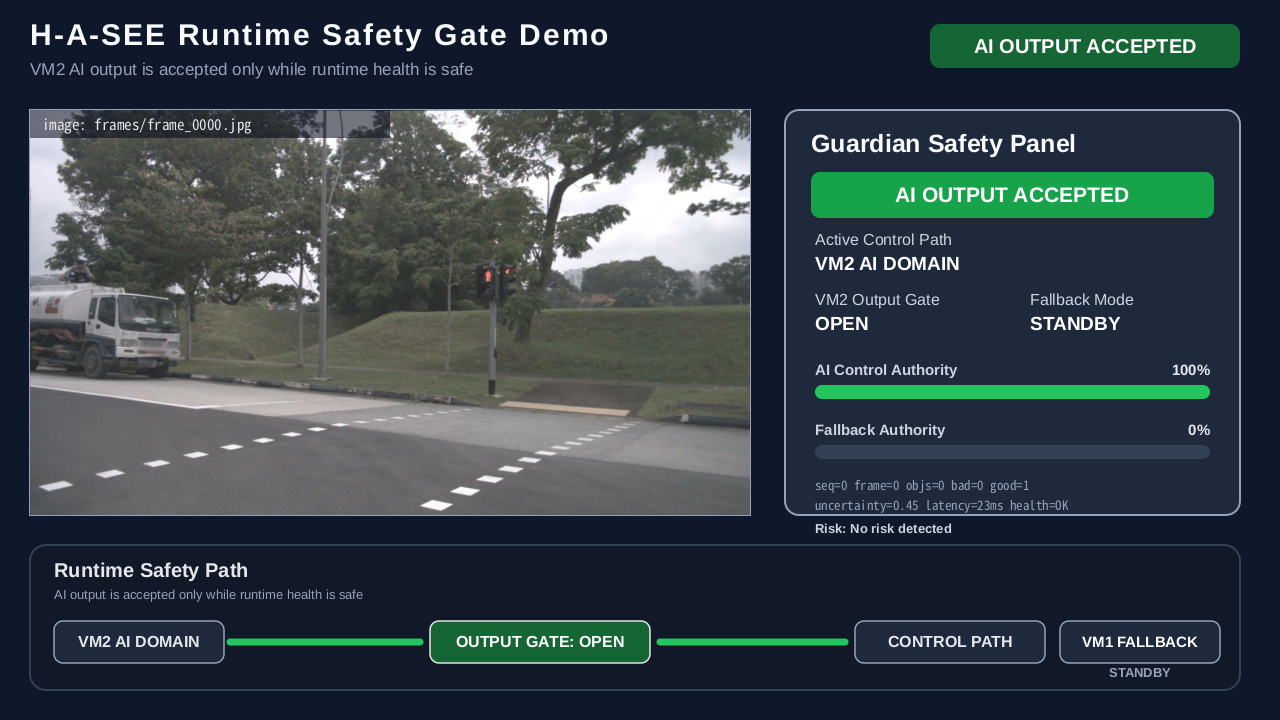 H-A-SEE Runtime Safety Gate Demo
VM2 AI output is accepted only while runtime health is safe
AI OUTPUT ACCEPTED
image: frames/frame_0000.jpg
Guardian Safety Panel
AI OUTPUT ACCEPTED
Active Control Path
VM2 AI DOMAIN
VM2 Output Gate
OPEN
Fallback Mode
STANDBY
AI Control Authority 100%
Fallback Authority 0%
seq=0 frame=0 objs=0 bad=0 good=1
uncertainty=0.45 latency=23ms health=OK
Risk: No risk detected
Runtime Safety Path
AI output is accepted only while runtime health is safe
VM2 AI DOMAIN
OUTPUT GATE: OPEN
CONTROL PATH
VM1 FALLBACK
STANDBY